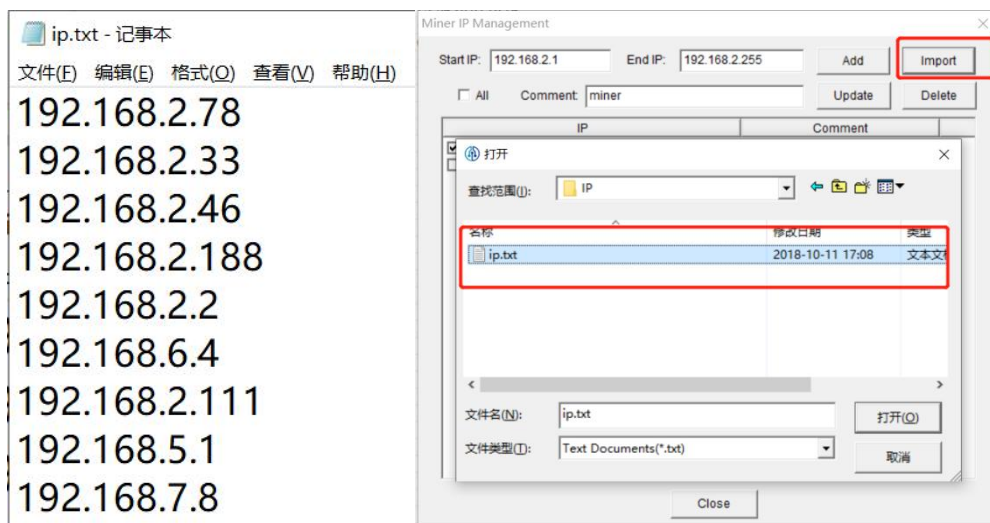 ip.txt - 记事本
文件(F) 编辑(E) 格式(O) 查看(V) 帮助(H)
192.168.2.78
192.168.2.33
192.168.2.46
192.168.2.188
192.168.2.2
192.168.6.4
192.168.2.111
192.168.5.1
192.168.7.8
Miner IP Management
Start IP: 192.168.2.1 End IP: 192.168.2.255 Add Import
All Comment: miner Update Delete
IP Comment
打开
查找范围(I): IP
名称 修改日期 类型
ip.txt 2018-10-11 17:08 文本文
文件名(N): ip.txt 打开(O)
文件类型(T): Text Documents(*.txt) 取消
Close